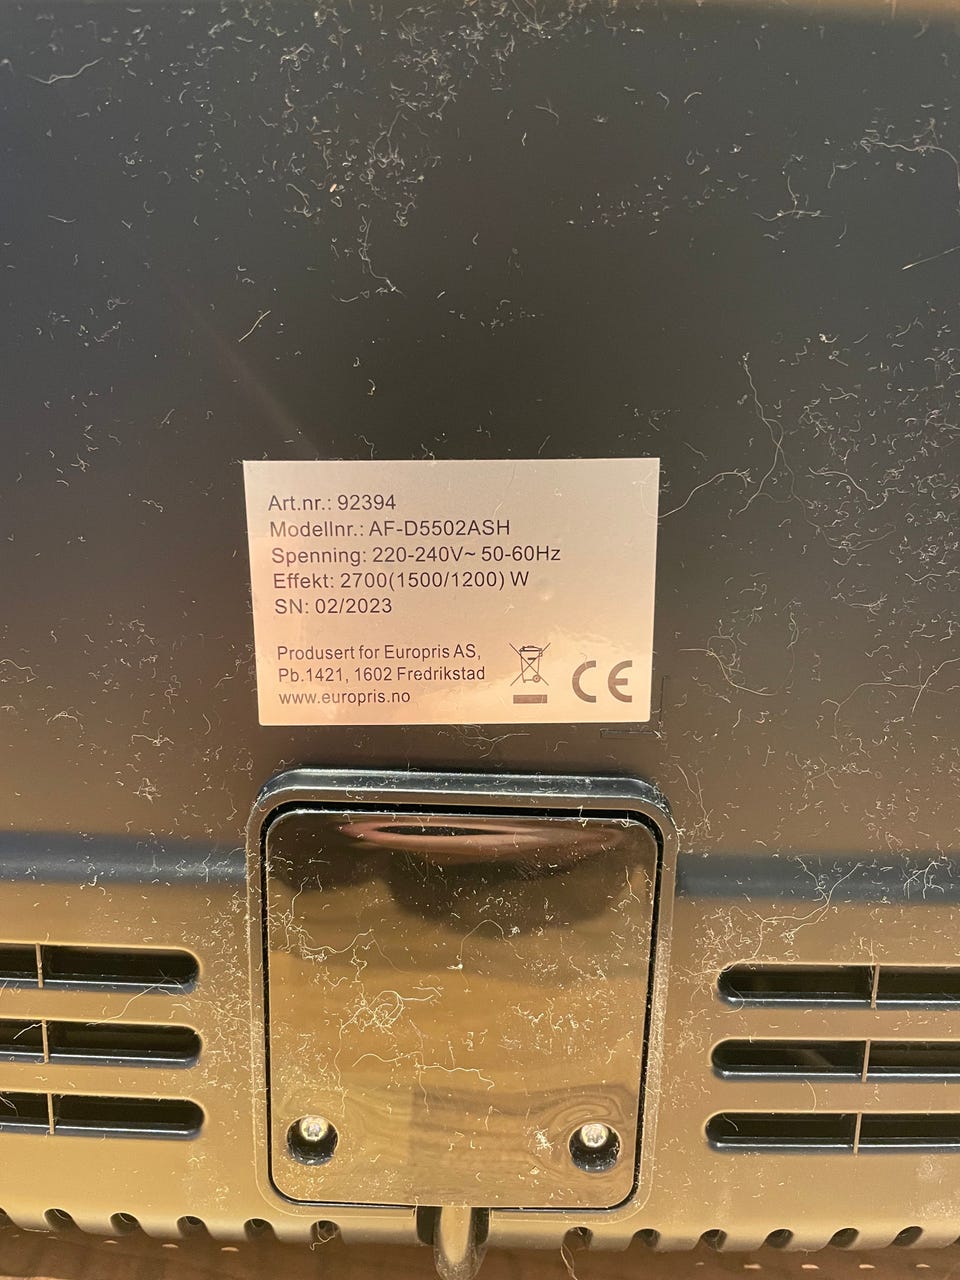 Art.nr.: 92394
Modellnr.: AF-D5502ASH
Spenning: 220-240V~ 50-60Hz
Effekt: 2700(1500/1200) W
SN: 02/2023
Produsert for Europris AS,
Pb.1421, 1602 Fredrikstad
www.europris.no
CE